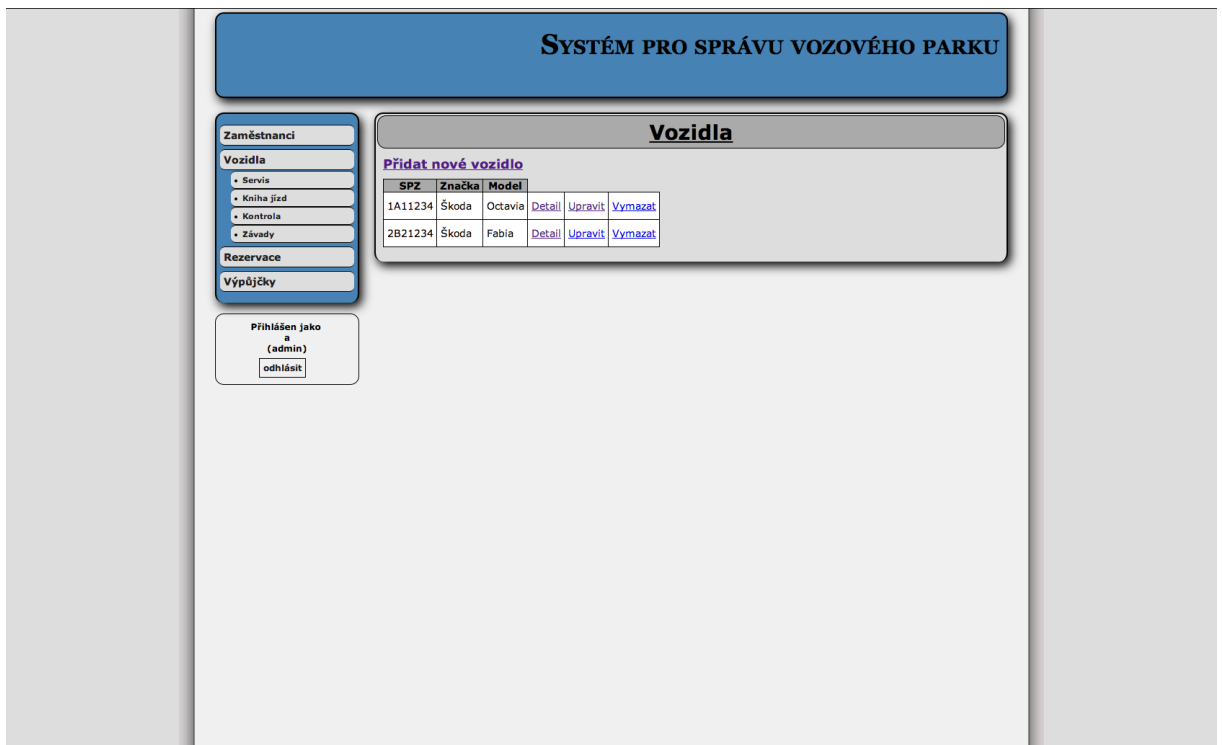 Systém pro správu vozového parku
Zaměstnanci
Vozidla
• Servis
• Kniha jízd
• Kontrola
• Závady
Rezervace
Výpůjčky
Přihlášen jako
a
(admin)
odhlásit
Vozidla
Přidat nové vozidlo
SPZ Značka Model
1A11234 Škoda Octavia Detail Upravit Vymazat
2B21234 Škoda Fabia Detail Upravit Vymazat